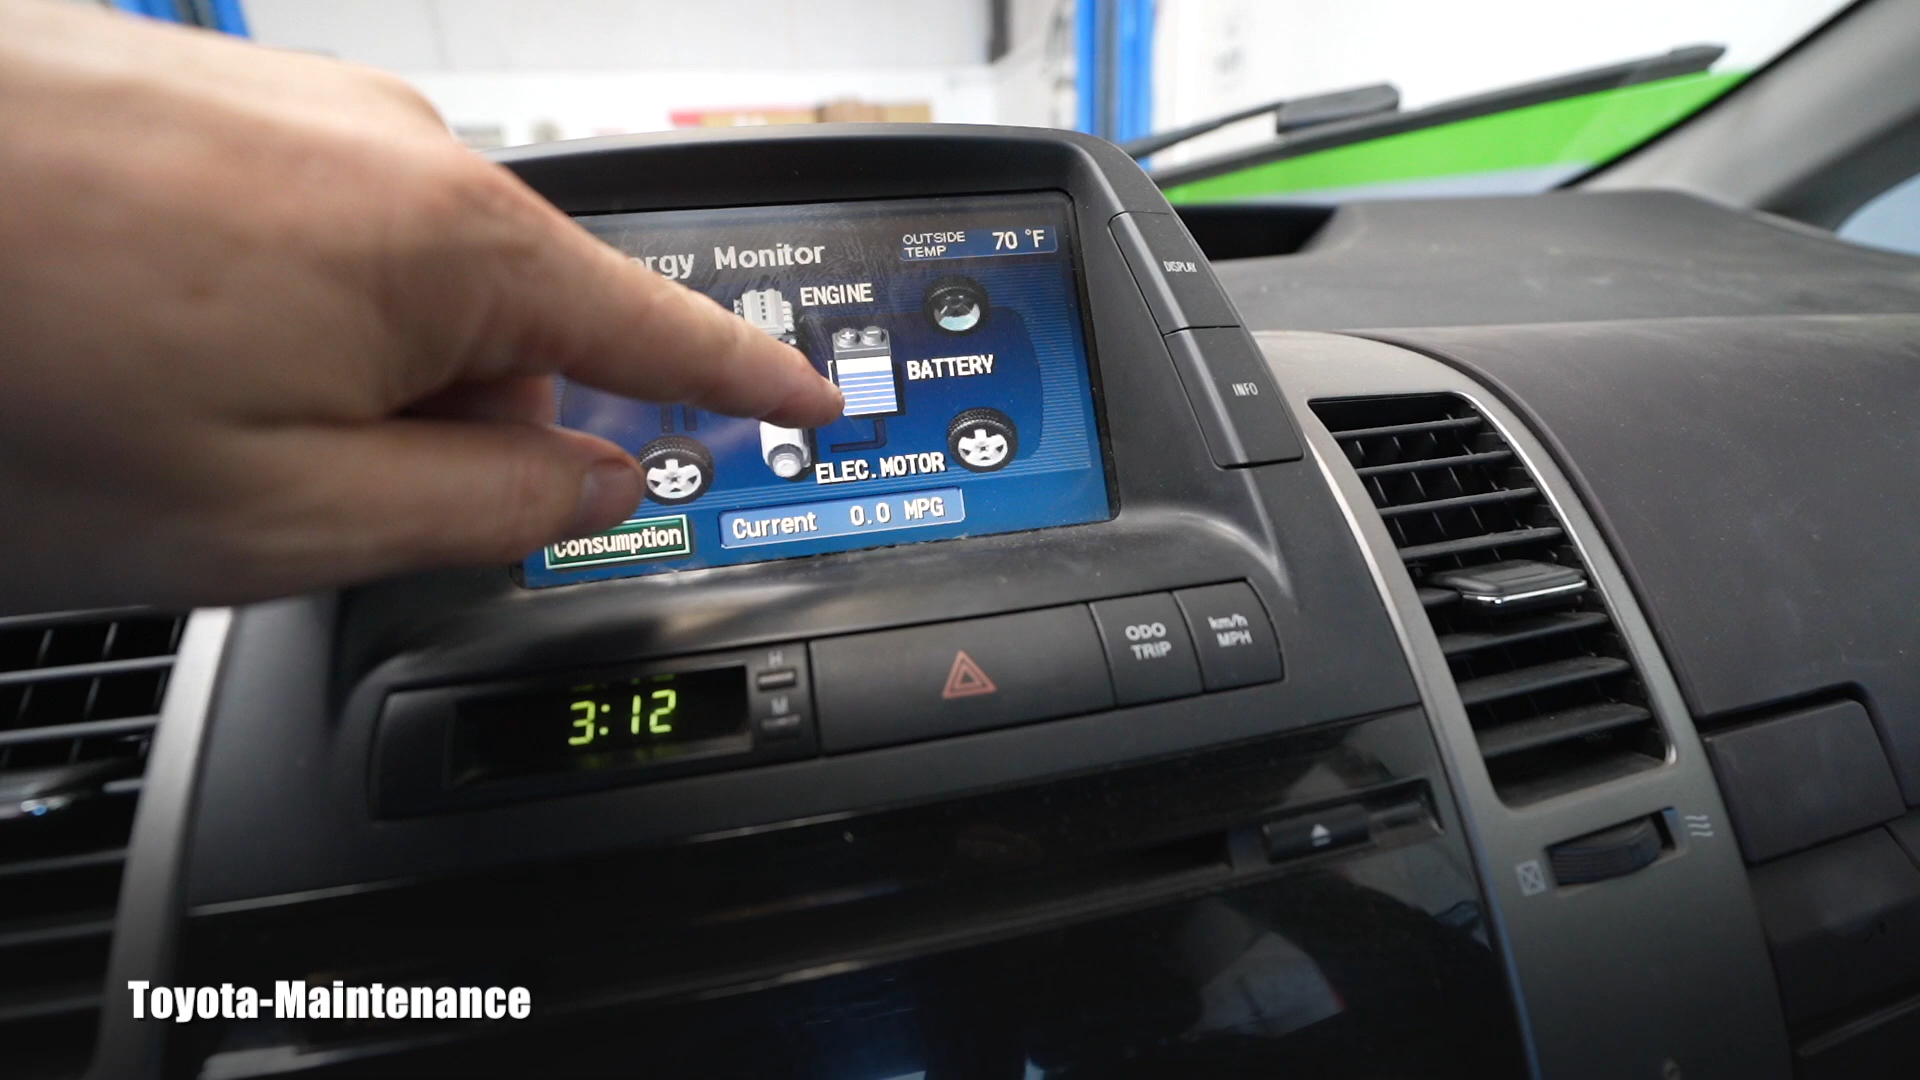 rgy Monitor
OUTSIDE
TEMP
70 °F
ENGINE
BATTERY
ELEC.MOTOR
Consumption
Current 0.0 MPG
DISPLAY
INFO
3:12
H
M
ODO
TRIP
km/h
MPH
Toyota-Maintenance